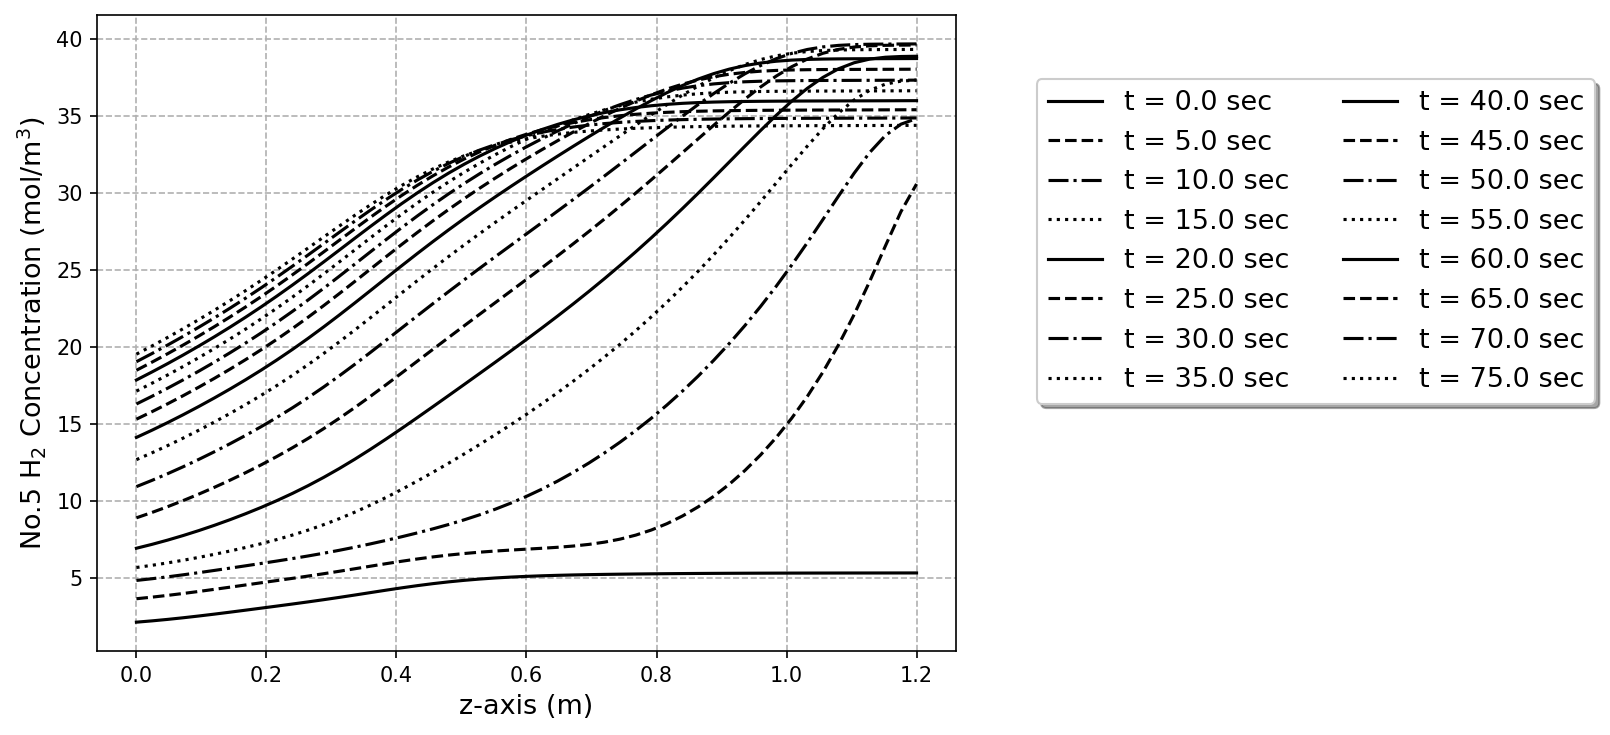 No.5 H₂ Concentration (mol/m³)
40
35
30
25
20
15
10
5
0.0 0.2 0.4 0.6 0.8 1.0 1.2
z-axis (m)
t = 0.0 sec
t = 5.0 sec
t = 10.0 sec
t = 15.0 sec
t = 20.0 sec
t = 25.0 sec
t = 30.0 sec
t = 35.0 sec
t = 40.0 sec
t = 45.0 sec
t = 50.0 sec
t = 55.0 sec
t = 60.0 sec
t = 65.0 sec
t = 70.0 sec
t = 75.0 sec